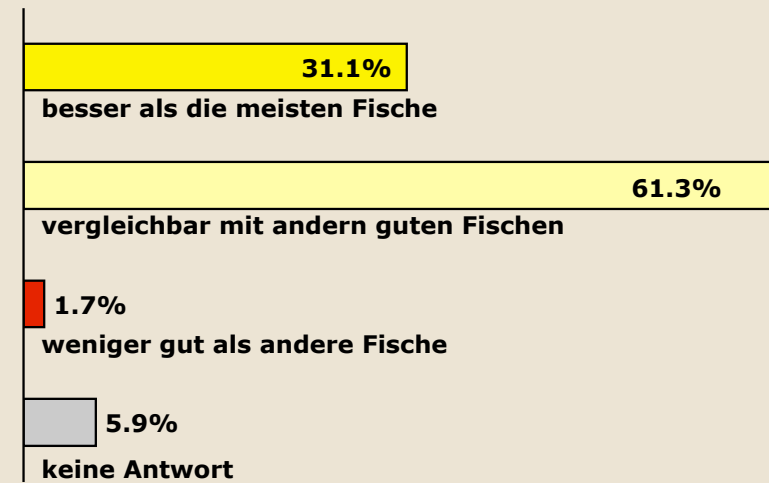 31.1%
besser als die meisten Fische
61.3%
vergleichbar mit andern guten Fischen
1.7%
weniger gut als andere Fische
5.9%
keine Antwort